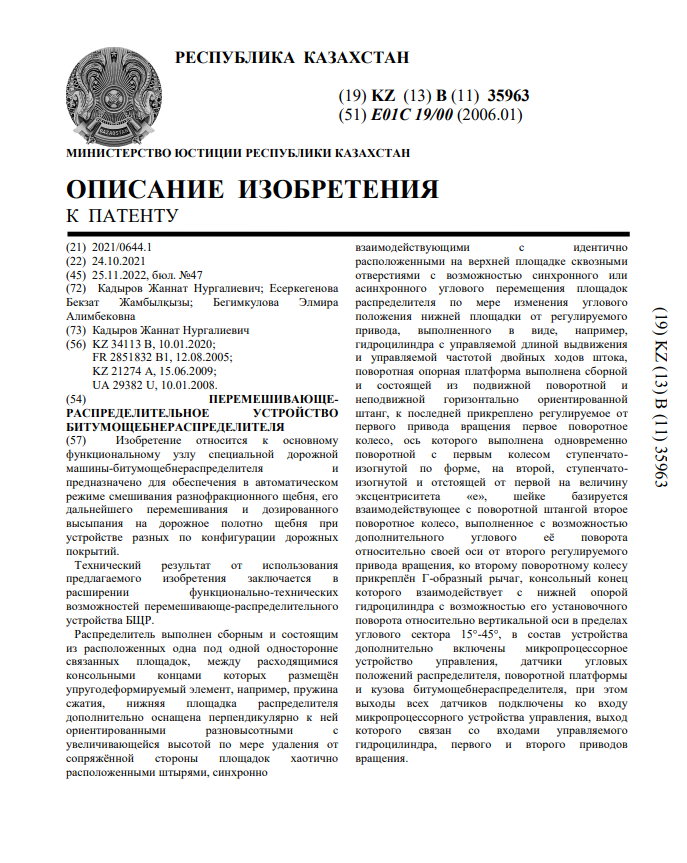 РЕСПУБЛИКА КАЗАХСТАН
(19) KZ (13) B (11) 35963
(51) E01C 19/00 (2006.01)
KAZAKSTAN
МИНИСТЕРСТВО ЮСТИЦИИ РЕСПУБЛИКИ КАЗАХСТАН
ОПИСАНИЕ ИЗОБРЕТЕНИЯ
К ПАТЕНТУ
(21) 2021/0644.1
(22) 24.10.2021
(45) 25.11.2022, бюл. №47
(72) Кадыров Жаннат Нургалиевич; Есеркегенова
Бекзат Жамбылқызы; Бегимкулова Элмира
Алимбековна
(73) Кадыров Жаннат Нургалиевич
(56) KZ 34113 B, 10.01.2020;
FR 2851832 B1, 12.08.2005;
KZ 21274 A, 15.06.2009;
UA 29382 U, 10.01.2008.
(54) ПЕРЕМЕШИВАЮЩЕ-
РАСПРЕДЕЛИТЕЛЬНОЕ УСТРОЙСТВО
БИТУМОЩЕБНЕРАСПРЕДЕЛИТЕЛЯ
(57) Изобретение относится к основному
функциональному узлу специальной дорожной
машины-битумощебнераспределителя и
предназначено для обеспечения в автоматическом
режиме смешивания разнофракционного щебня, его
дальнейшего перемешивания и дозированного
высыпания на дорожное полотно щебня при
устройстве разных по конфигурации дорожных
покрытий.
Технический результат от использования
предлагаемого изобретения заключается в
расширении функционально-технических
возможностей перемешивающе-распределительного
устройства БЩР.
Распределитель выполнен сборным и состоящим
из расположенных одна под одной односторонне
связанных площадок, между расходящимися
консольными концами которых размещён
упругодеформируемый элемент, например, пружина
сжатия, нижняя площадка распределителя
дополнительно оснащена перпендикулярно к ней
ориентированными разновысотными с
увеличивающейся высотой по мере удаления от
сопряжённой стороны площадок хаотично
расположенными штырями, синхронно
взаимодействующими с идентично
расположенными на верхней площадке сквозными
отверстиями с возможностью синхронного или
асинхронного углового перемещения площадок
распределителя по мере изменения углового
положения нижней площадки от регулируемого
привода, выполненного в виде, например,
гидроцилиндра с управляемой длиной выдвижения
и управляемой частотой двойных ходов штока,
поворотная опорная платформа выполнена сборной
и состоящей из подвижной поворотной и
неподвижной горизонтально ориентированной
штанг, к последней прикреплено регулируемое от
первого привода вращения первое поворотное
колесо, ось которого выполнена одновременно
поворотной с первым колесом ступенчато-
изогнутой по форме, на второй, ступенчато-
изогнутой и отстоящей от первой на величину
эксцентриситета «е», шейке базируется
взаимодействующее с поворотной штангой второе
поворотное колесо, выполненное с возможностью
дополнительного углового её поворота
относительно своей оси от второго регулируемого
привода вращения, ко второму поворотному колесу
прикреплён Г-образный рычаг, консольный конец
которого взаимодействует с нижней опорой
гидроцилиндра с возможностью его установочного
поворота относительно вертикальной оси в пределах
углового сектора 15°-45°, в состав устройства
дополнительно включены микропроцессорное
устройство управления, датчики угловых
положений распределителя, поворотной платформы
и кузова битумощебнераспределителя, при этом
выходы всех датчиков подключены ко входу
микропроцессорного устройства управления, выход
которого связан со входами управляемого
гидроцилиндра, первого и второго приводов
вращения.
(19) KZ (13) B (11) 35963